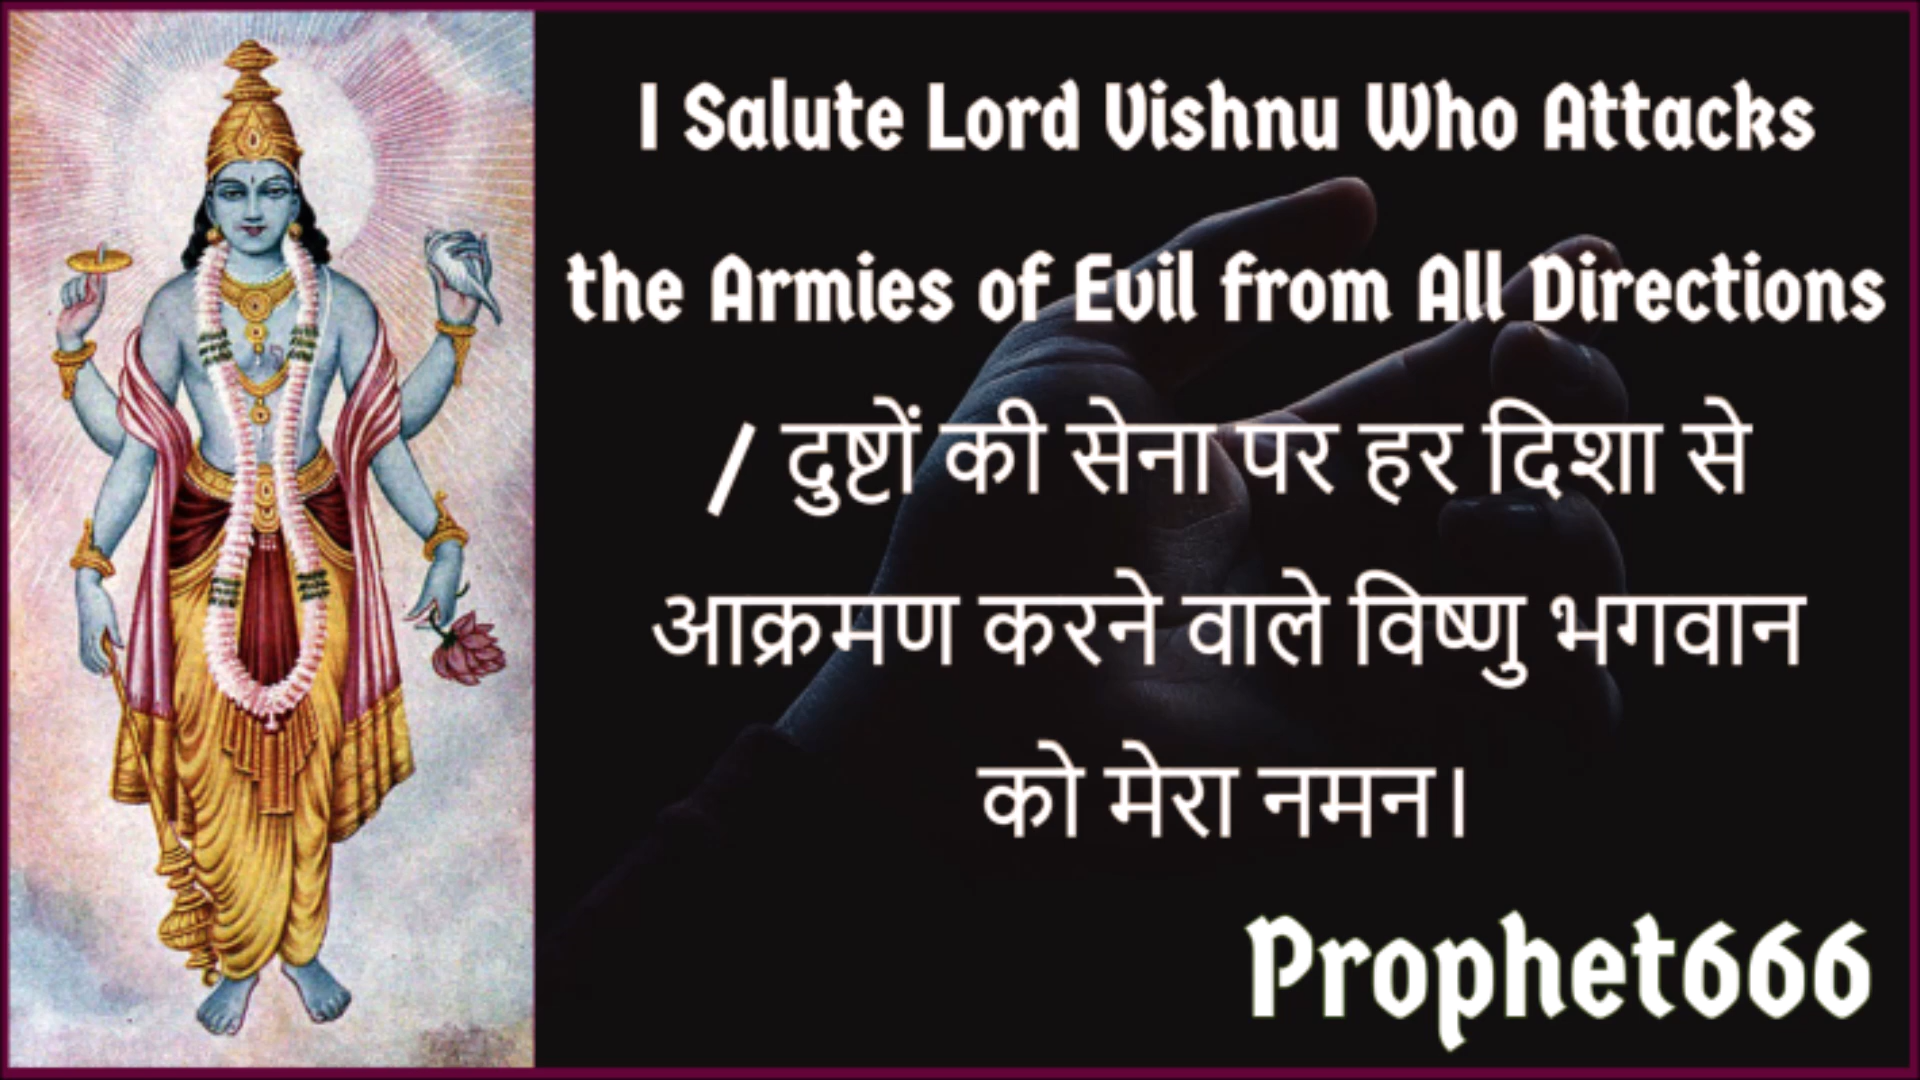 I Salute Lord Vishnu Who Attacks
the Armies of Evil from All Directions
/ दुष्टों की सेना पर हर दिशा से
आक्रमण करने वाले विष्णु भगवान
को मेरा नमन।
Prophet666